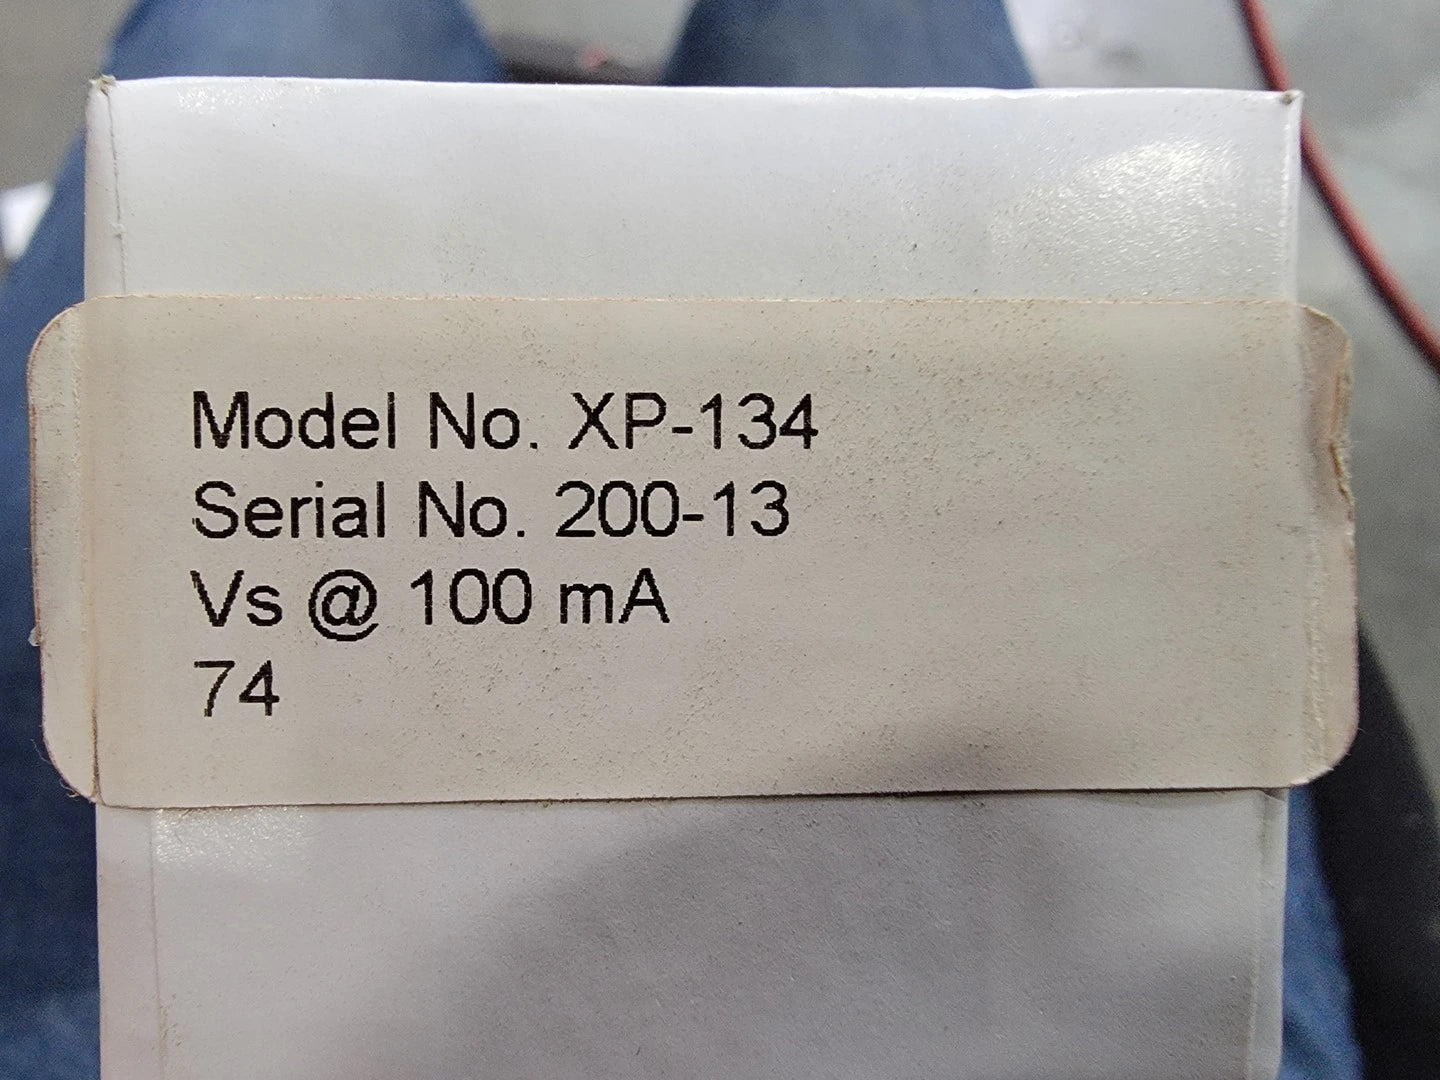 Model No. XP-134
Serial No. 200-13
Vs @ 100 mA
74